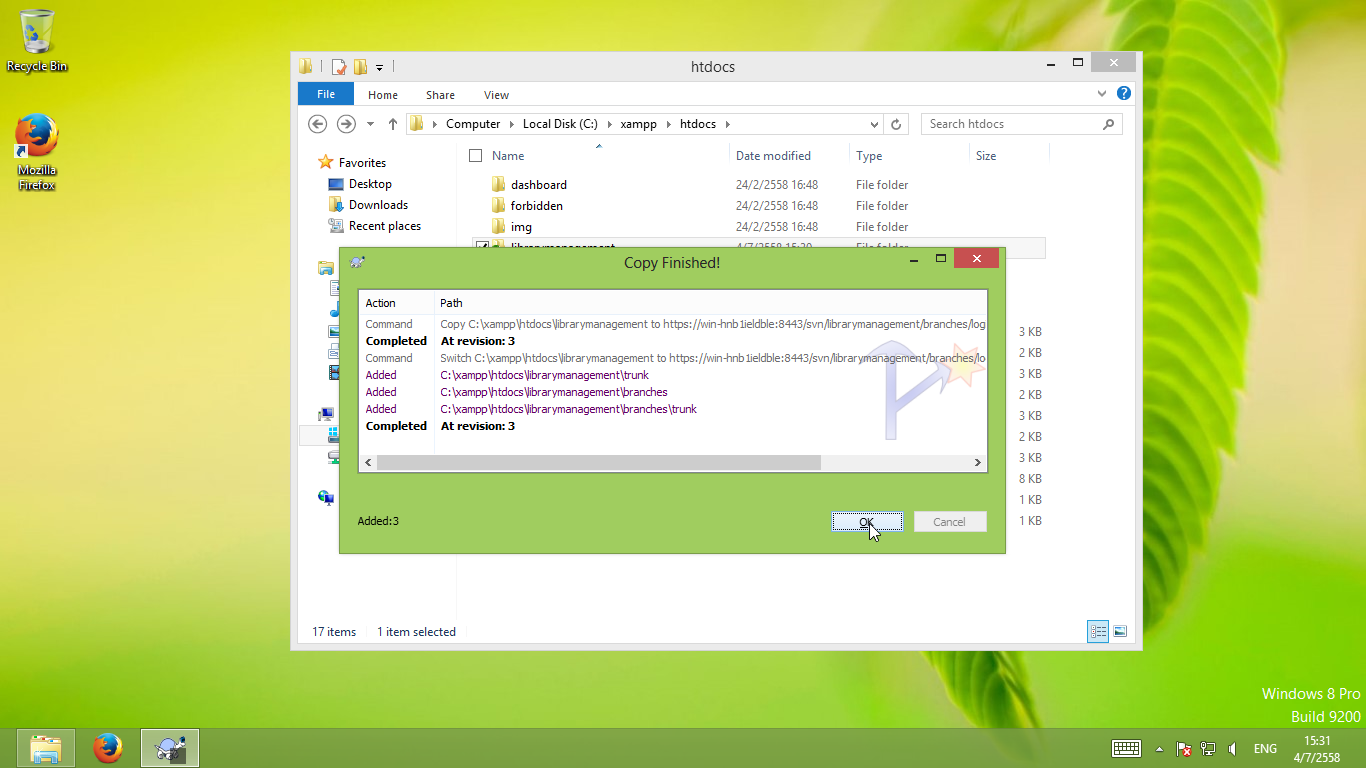 Recycle Bin
Mozilla
Firefox
htdocs
File Home Share View
Computer Local Disk (C:) xampp htdocs
Search htdocs
Name Date modified Type Size
Favorites
Desktop
Downloads
Recent places
dashboard 24/2/2558 16:48 File folder
forbidden 24/2/2558 16:48 File folder
img 24/2/2558 16:48 File folder
librarymanagement 4/7/2558 15:30 File folder
Copy Finished!
Action Path
Command Copy C:\xampp\htdocs\librarymanagement to https://win-hnb1ieldble:8443/svn/librarymanagement/branches/log
Completed At revision: 3
Command Switch C:\xampp\htdocs\librarymanagement to https://win-hnb1ieldble:8443/svn/librarymanagement/branches/lo
Added C:\xampp\htdocs\librarymanagement\trunk
Added C:\xampp\htdocs\librarymanagement\branches
Added C:\xampp\htdocs\librarymanagement\branches\trunk
Completed At revision: 3
Added:3
OK Cancel
3 KB
2 KB
3 KB
2 KB
3 KB
2 KB
3 KB
8 KB
1 KB
1 KB
17 items 1 item selected
Windows 8 Pro
Build 9200
ENG
15:31
4/7/2558